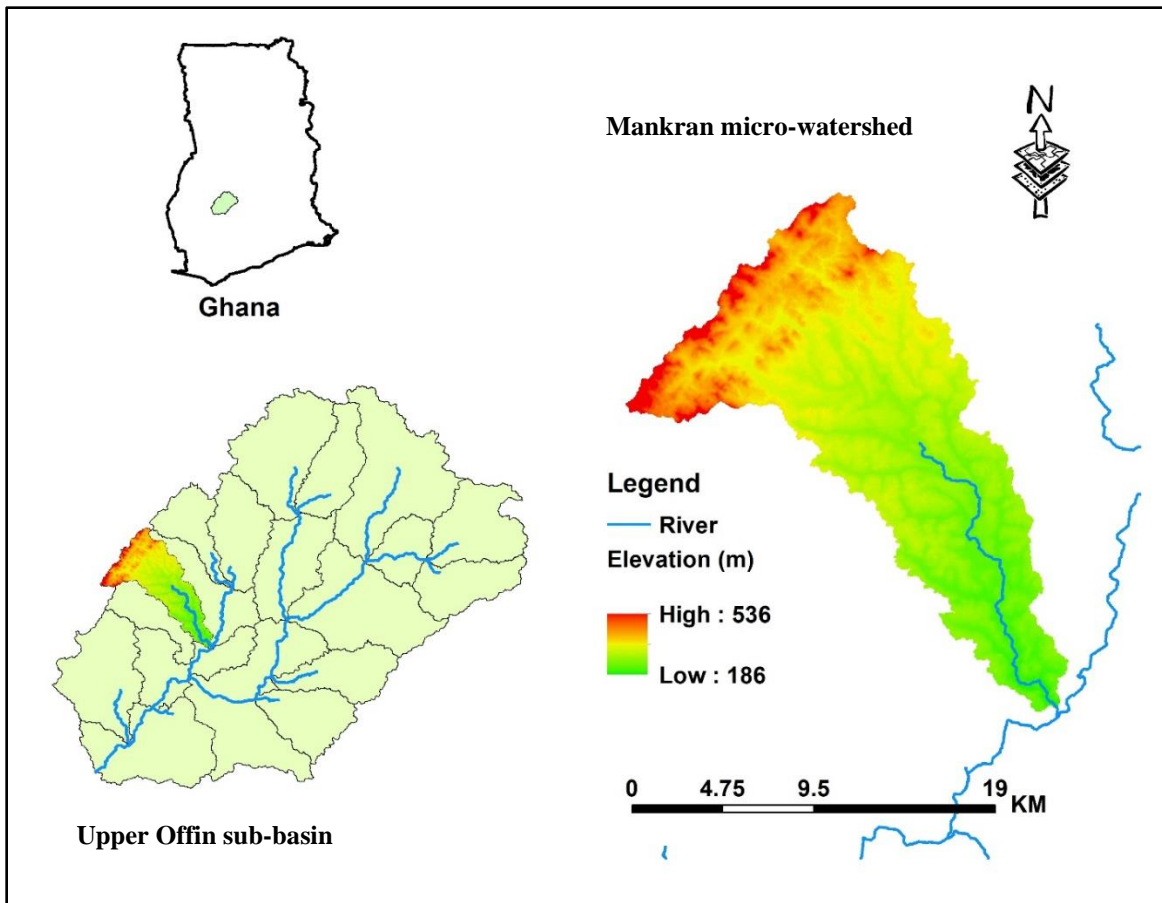 Ghana
Mankran micro-watershed
N
Legend
River
Elevation (m)
High : 536
Low : 186
0 4.75 9.5 19
KM
Upper Offin sub-basin